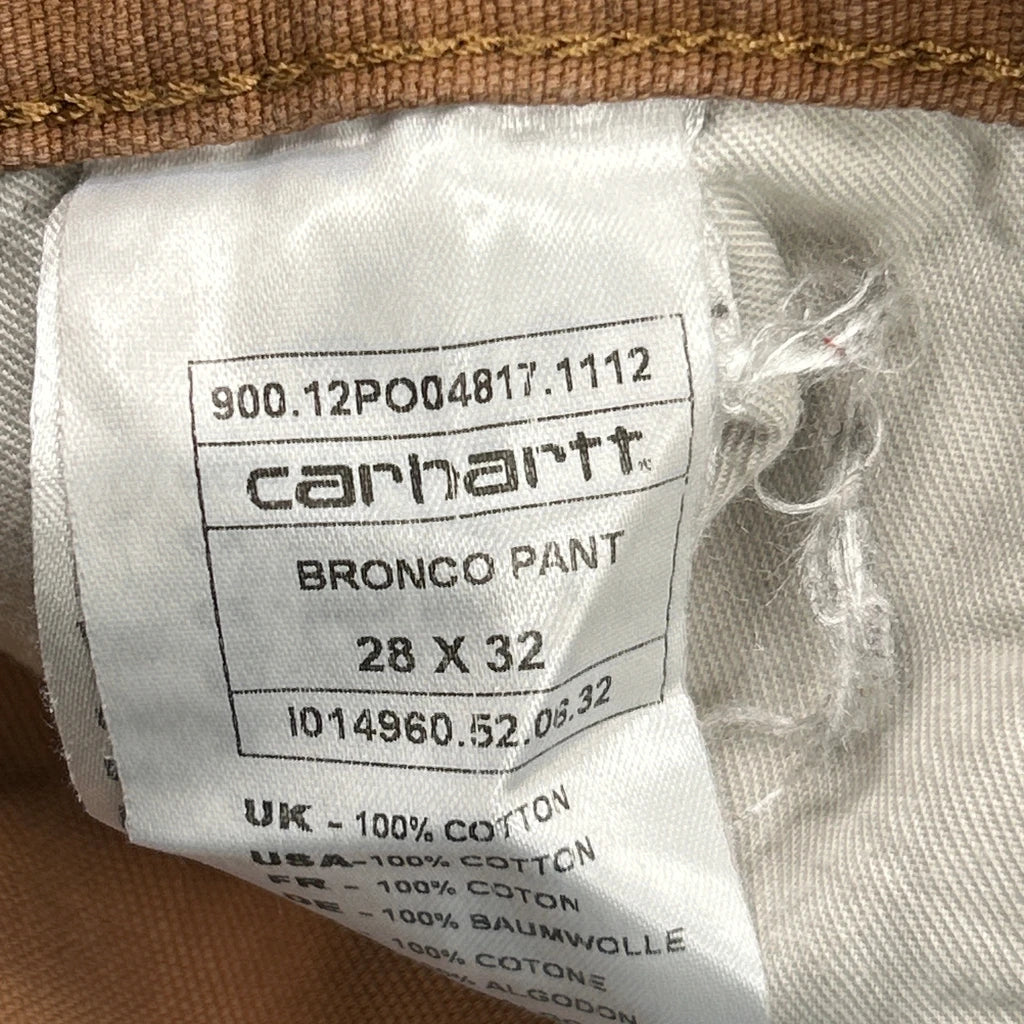 900.12PO04817.1112
carhartt
BRONCO PANT
28 X 32
I014960.52.06.32
UK - 100% COTTON
USA-100% COTTON
FR - 100% COTON
DE - 100% BAUMWOLLE
100% COTONE
% ALGODON